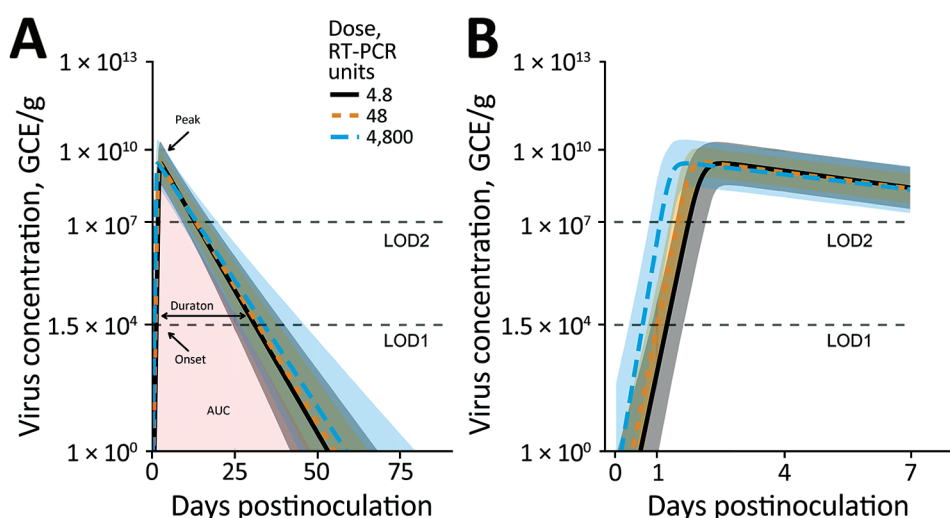 A
Virus concentration, GCE/g
1 × 10¹³
1 × 10¹⁰
1 × 10⁷
1.5 × 10⁴
1 × 10⁰
Dose,
RT-PCR
units
4.8
48
4,800
Peak
LOD2
Duraton
LOD1
Onset
AUC
0 25 50 75
Days postinoculation
B
Virus concentration, GCE/g
1 × 10¹³
1 × 10¹⁰
1 × 10⁷
1.5 × 10⁴
1 × 10⁰
LOD2
LOD1
0 1 4 7
Days postinoculation